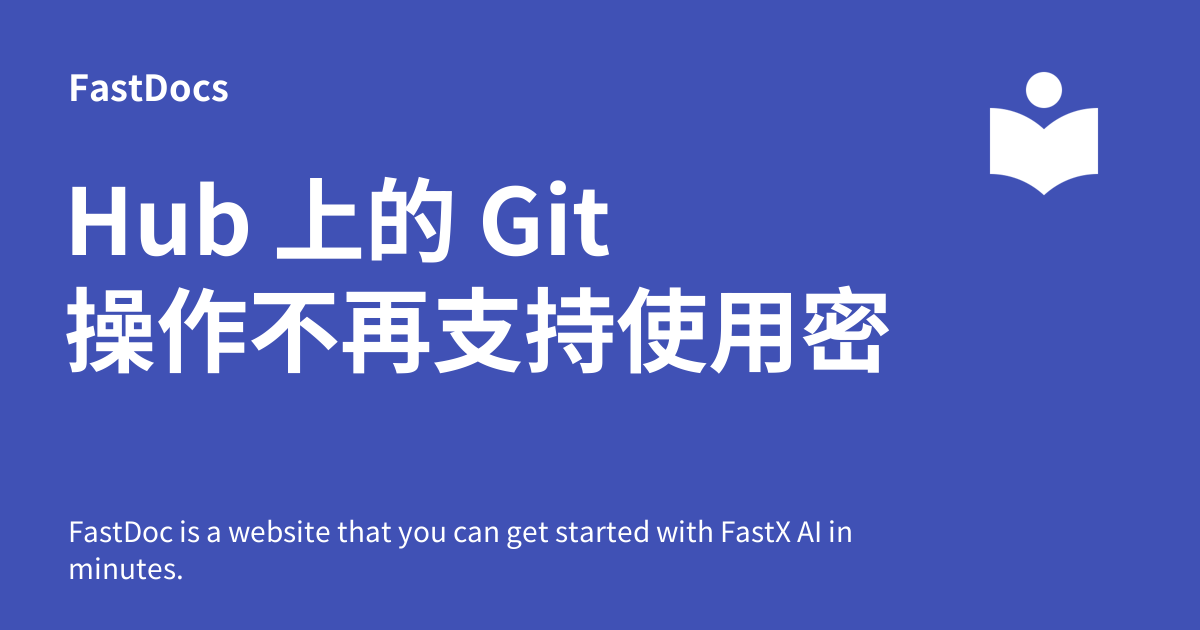 FastDocs
Hub 上的 Git
操作不再支持使用密
FastDoc is a website that you can get started with FastX AI in
minutes.